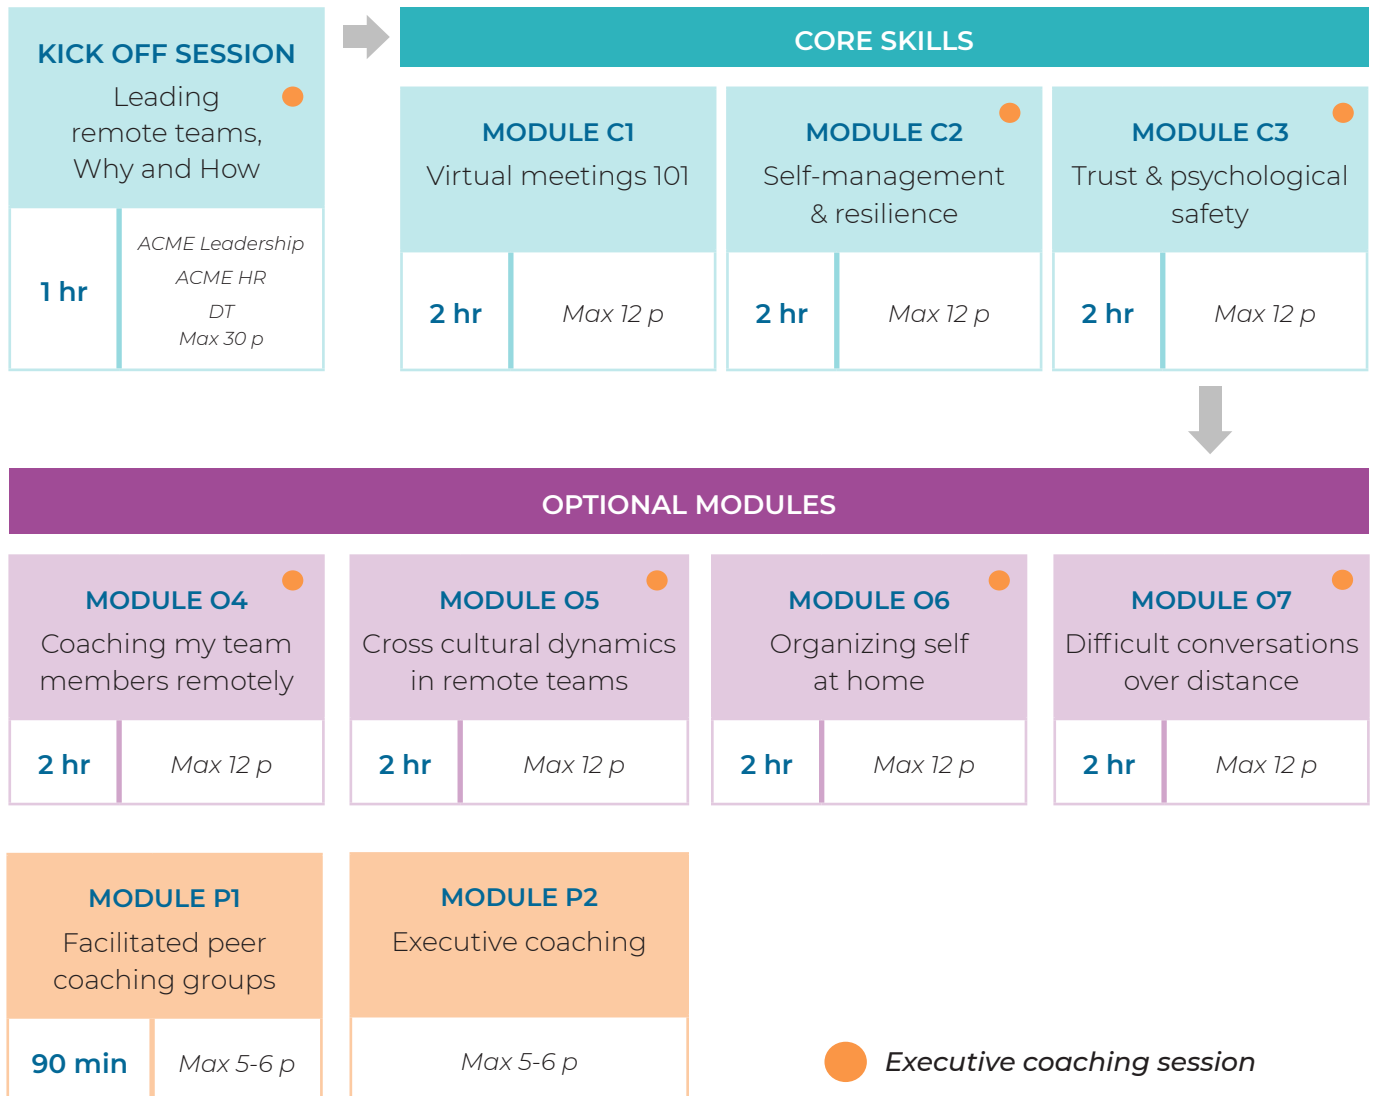 KICK OFF SESSION
Leading
remote teams,
Why and How
1 hr
ACME Leadership
ACME HR
DT
Max 30 p
CORE SKILLS
MODULE C1
Virtual meetings 101
2 hr
Max 12 p
MODULE C2
Self-management
& resilience
2 hr
Max 12 p
MODULE C3
Trust & psychological
safety
2 hr
Max 12 p
OPTIONAL MODULES
MODULE O4
Coaching my team
members remotely
2 hr
Max 12 p
MODULE O5
Cross cultural dynamics
in remote teams
2 hr
Max 12 p
MODULE O6
Organizing self
at home
2 hr
Max 12 p
MODULE O7
Difficult conversations
over distance
2 hr
Max 12 p
MODULE P1
Facilitated peer
coaching groups
90 min
Max 5-6 p
MODULE P2
Executive coaching
Max 5-6 p
Executive coaching session